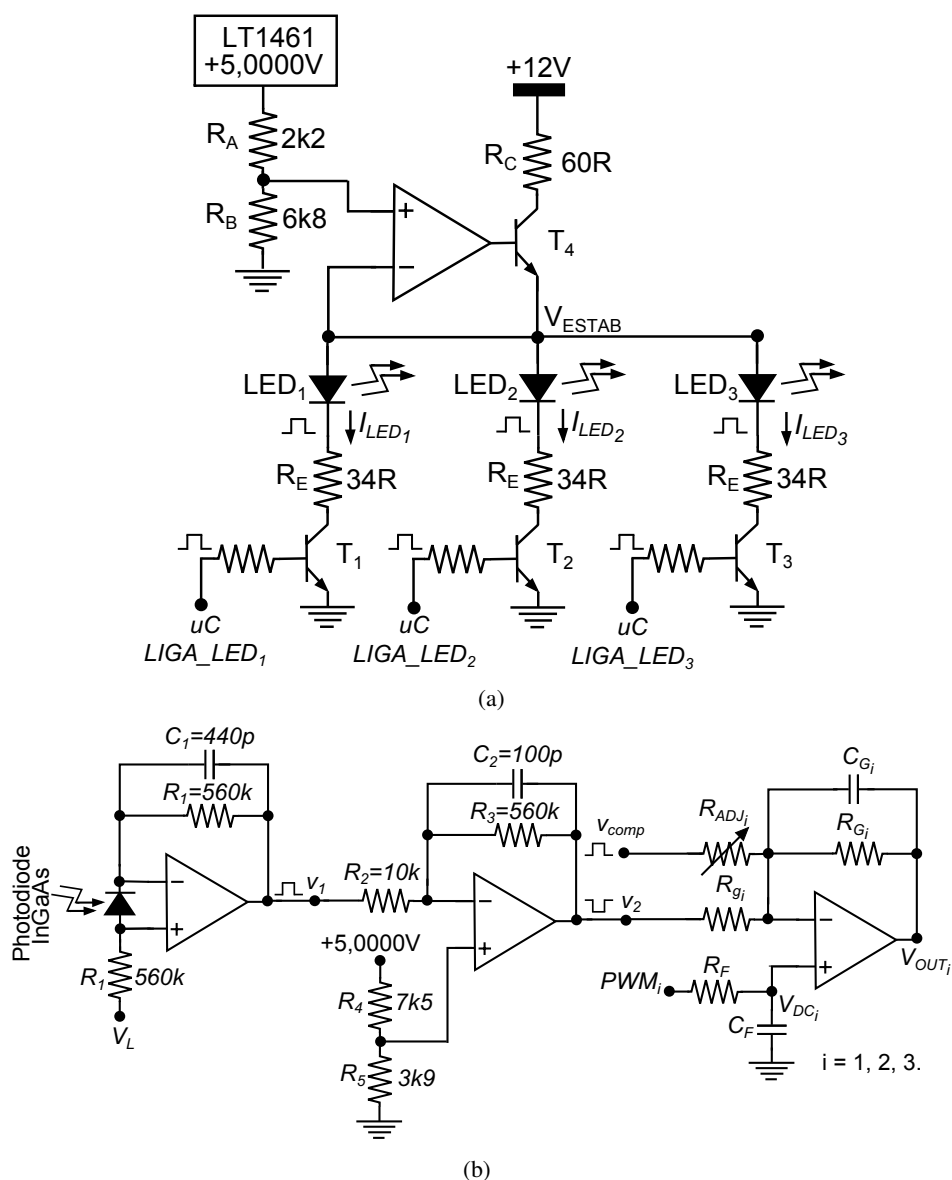 LT1461
+5,0000V
+12V
R_A 2k2
R_C 60R
R_B 6k8
+
−
T_4
V_ESTAB
LED_1 LED_2 LED_3
I_LED_1 I_LED_2 I_LED_3
R_E 34R R_E 34R R_E 34R
T_1 T_2 T_3
uC uC uC
LIGA_LED_1 LIGA_LED_2 LIGA_LED_3
(a)
C_1=440p
R_1=560k
C_2=100p
R_3=560k
C_Gi
R_Gi
R_ADJi
v_comp
Photodiode
InGaAs
−
+
v_1
R_2=10k
−
+
v_2
R_gi
−
+
V_OUTi
R_1 560k
V_L
+5,0000V
R_4 7k5
R_5 3k9
PWM_i
R_F
V_DCi
C_F
i = 1, 2, 3.
(b)